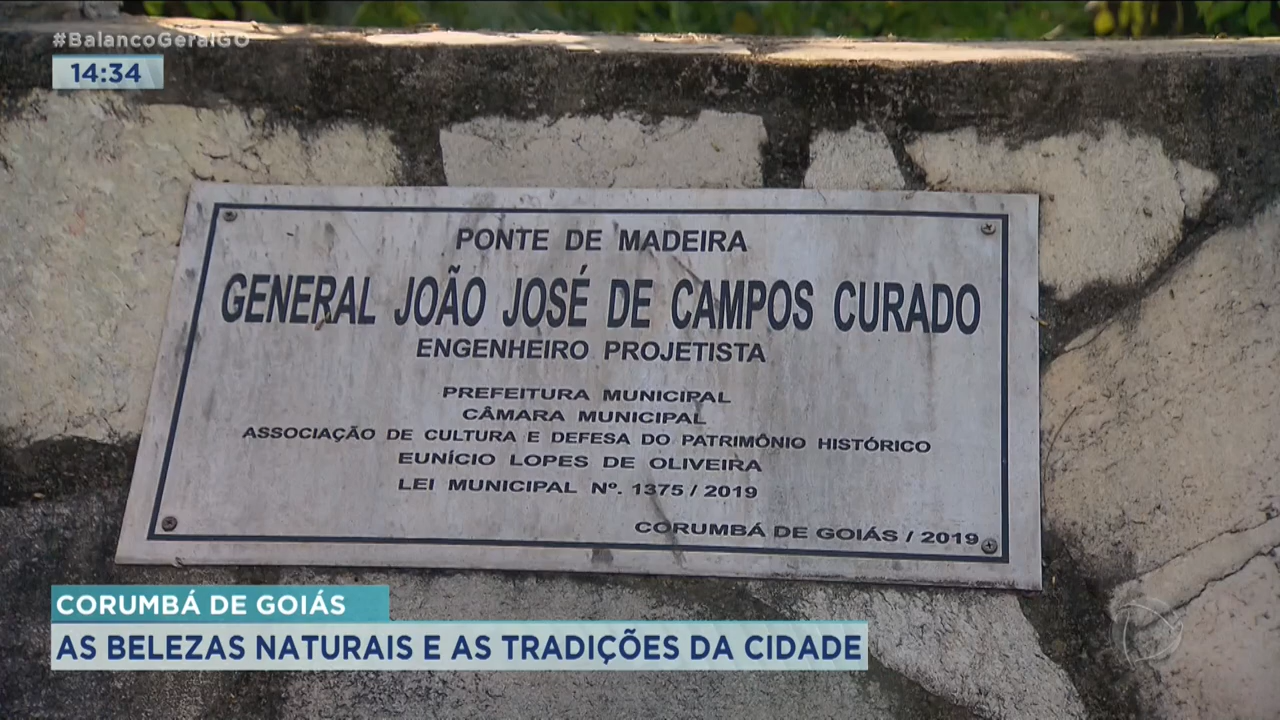 #BalancoGeralGO
14:34
PONTE DE MADEIRA
GENERAL JOÃO JOSÉ DE CAMPOS CURADO
ENGENHEIRO PROJETISTA
PREFEITURA MUNICIPAL
CÂMARA MUNICIPAL
ASSOCIAÇÃO DE CULTURA E DEFESA DO PATRIMÔNIO HISTÓRICO
EUNÍCIO LOPES DE OLIVEIRA
LEI MUNICIPAL Nº. 1375 / 2019
CORUMBÁ DE GOIÁS / 2019
CORUMBÁ DE GOIÁS
AS BELEZAS NATURAIS E AS TRADIÇÕES DA CIDADE